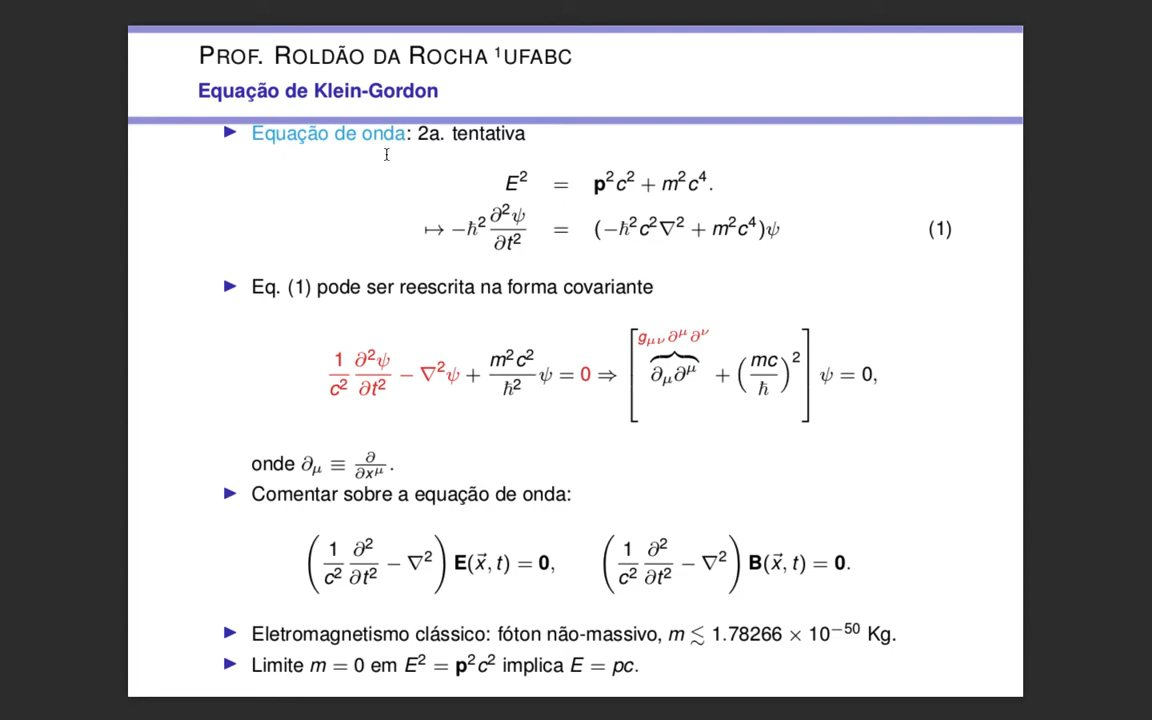 PROF. ROLDÃO DA ROCHA ¹UFABC
Equação de Klein-Gordon
▶ Equação de onda: 2a. tentativa
E² = p²c² + m²c⁴.
↦ −ℏ² ∂²ψ/∂t² = (−ℏ²c²∇² + m²c⁴)ψ (1)
▶ Eq. (1) pode ser reescrita na forma covariante
1/c² ∂²ψ/∂t² − ∇²ψ + m²c²/ℏ² ψ = 0 ⇒ [ g_μν ∂^μ ∂^ν ⏞ ∂_μ∂^μ + (mc/ℏ)² ] ψ = 0,
onde ∂_μ ≡ ∂/∂x^μ.
▶ Comentar sobre a equação de onda:
(1/c² ∂²/∂t² − ∇²) E(x⃗, t) = 0, (1/c² ∂²/∂t² − ∇²) B(x⃗, t) = 0.
▶ Eletromagnetismo clássico: fóton não-massivo, m ≲ 1.78266 × 10⁻⁵⁰ Kg.
▶ Limite m = 0 em E² = p²c² implica E = pc.